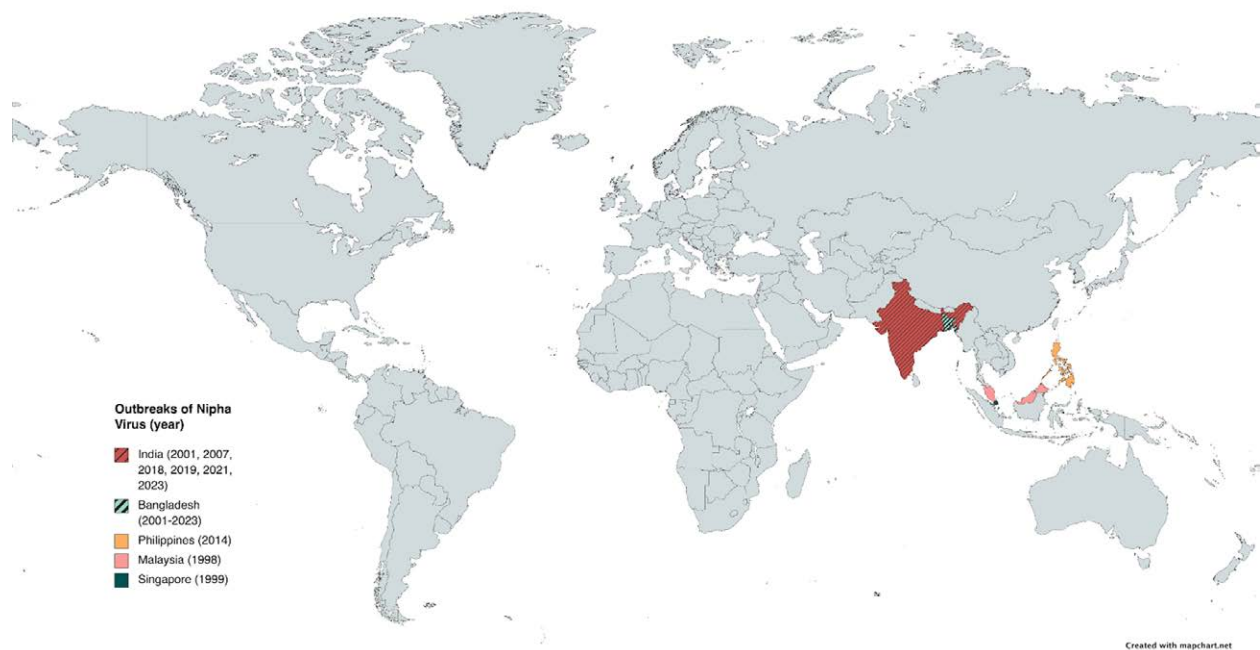 Outbreaks of Nipha
Virus (year)
India (2001, 2007,
2018, 2019, 2021,
2023)
Bangladesh
(2001-2023)
Philippines (2014)
Malaysia (1998)
Singapore (1999)
Created with mapchart.net